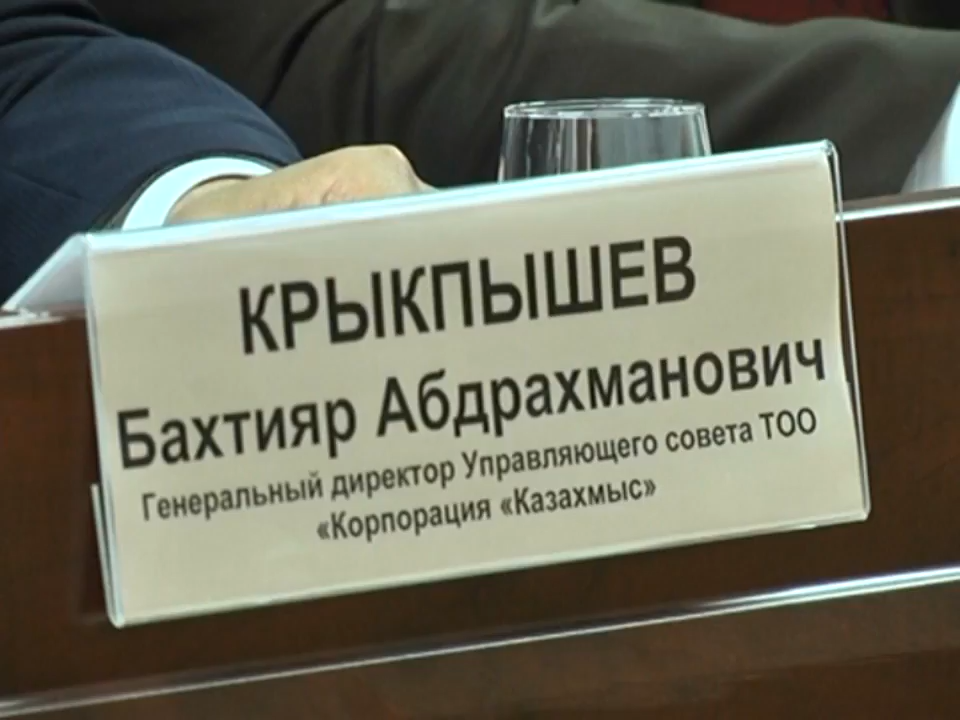 КРЫКПЫШЕВ
Бахтияр Абдрахманович
Генеральный директор Управляющего совета ТОО
«Корпорация «Казахмыс»